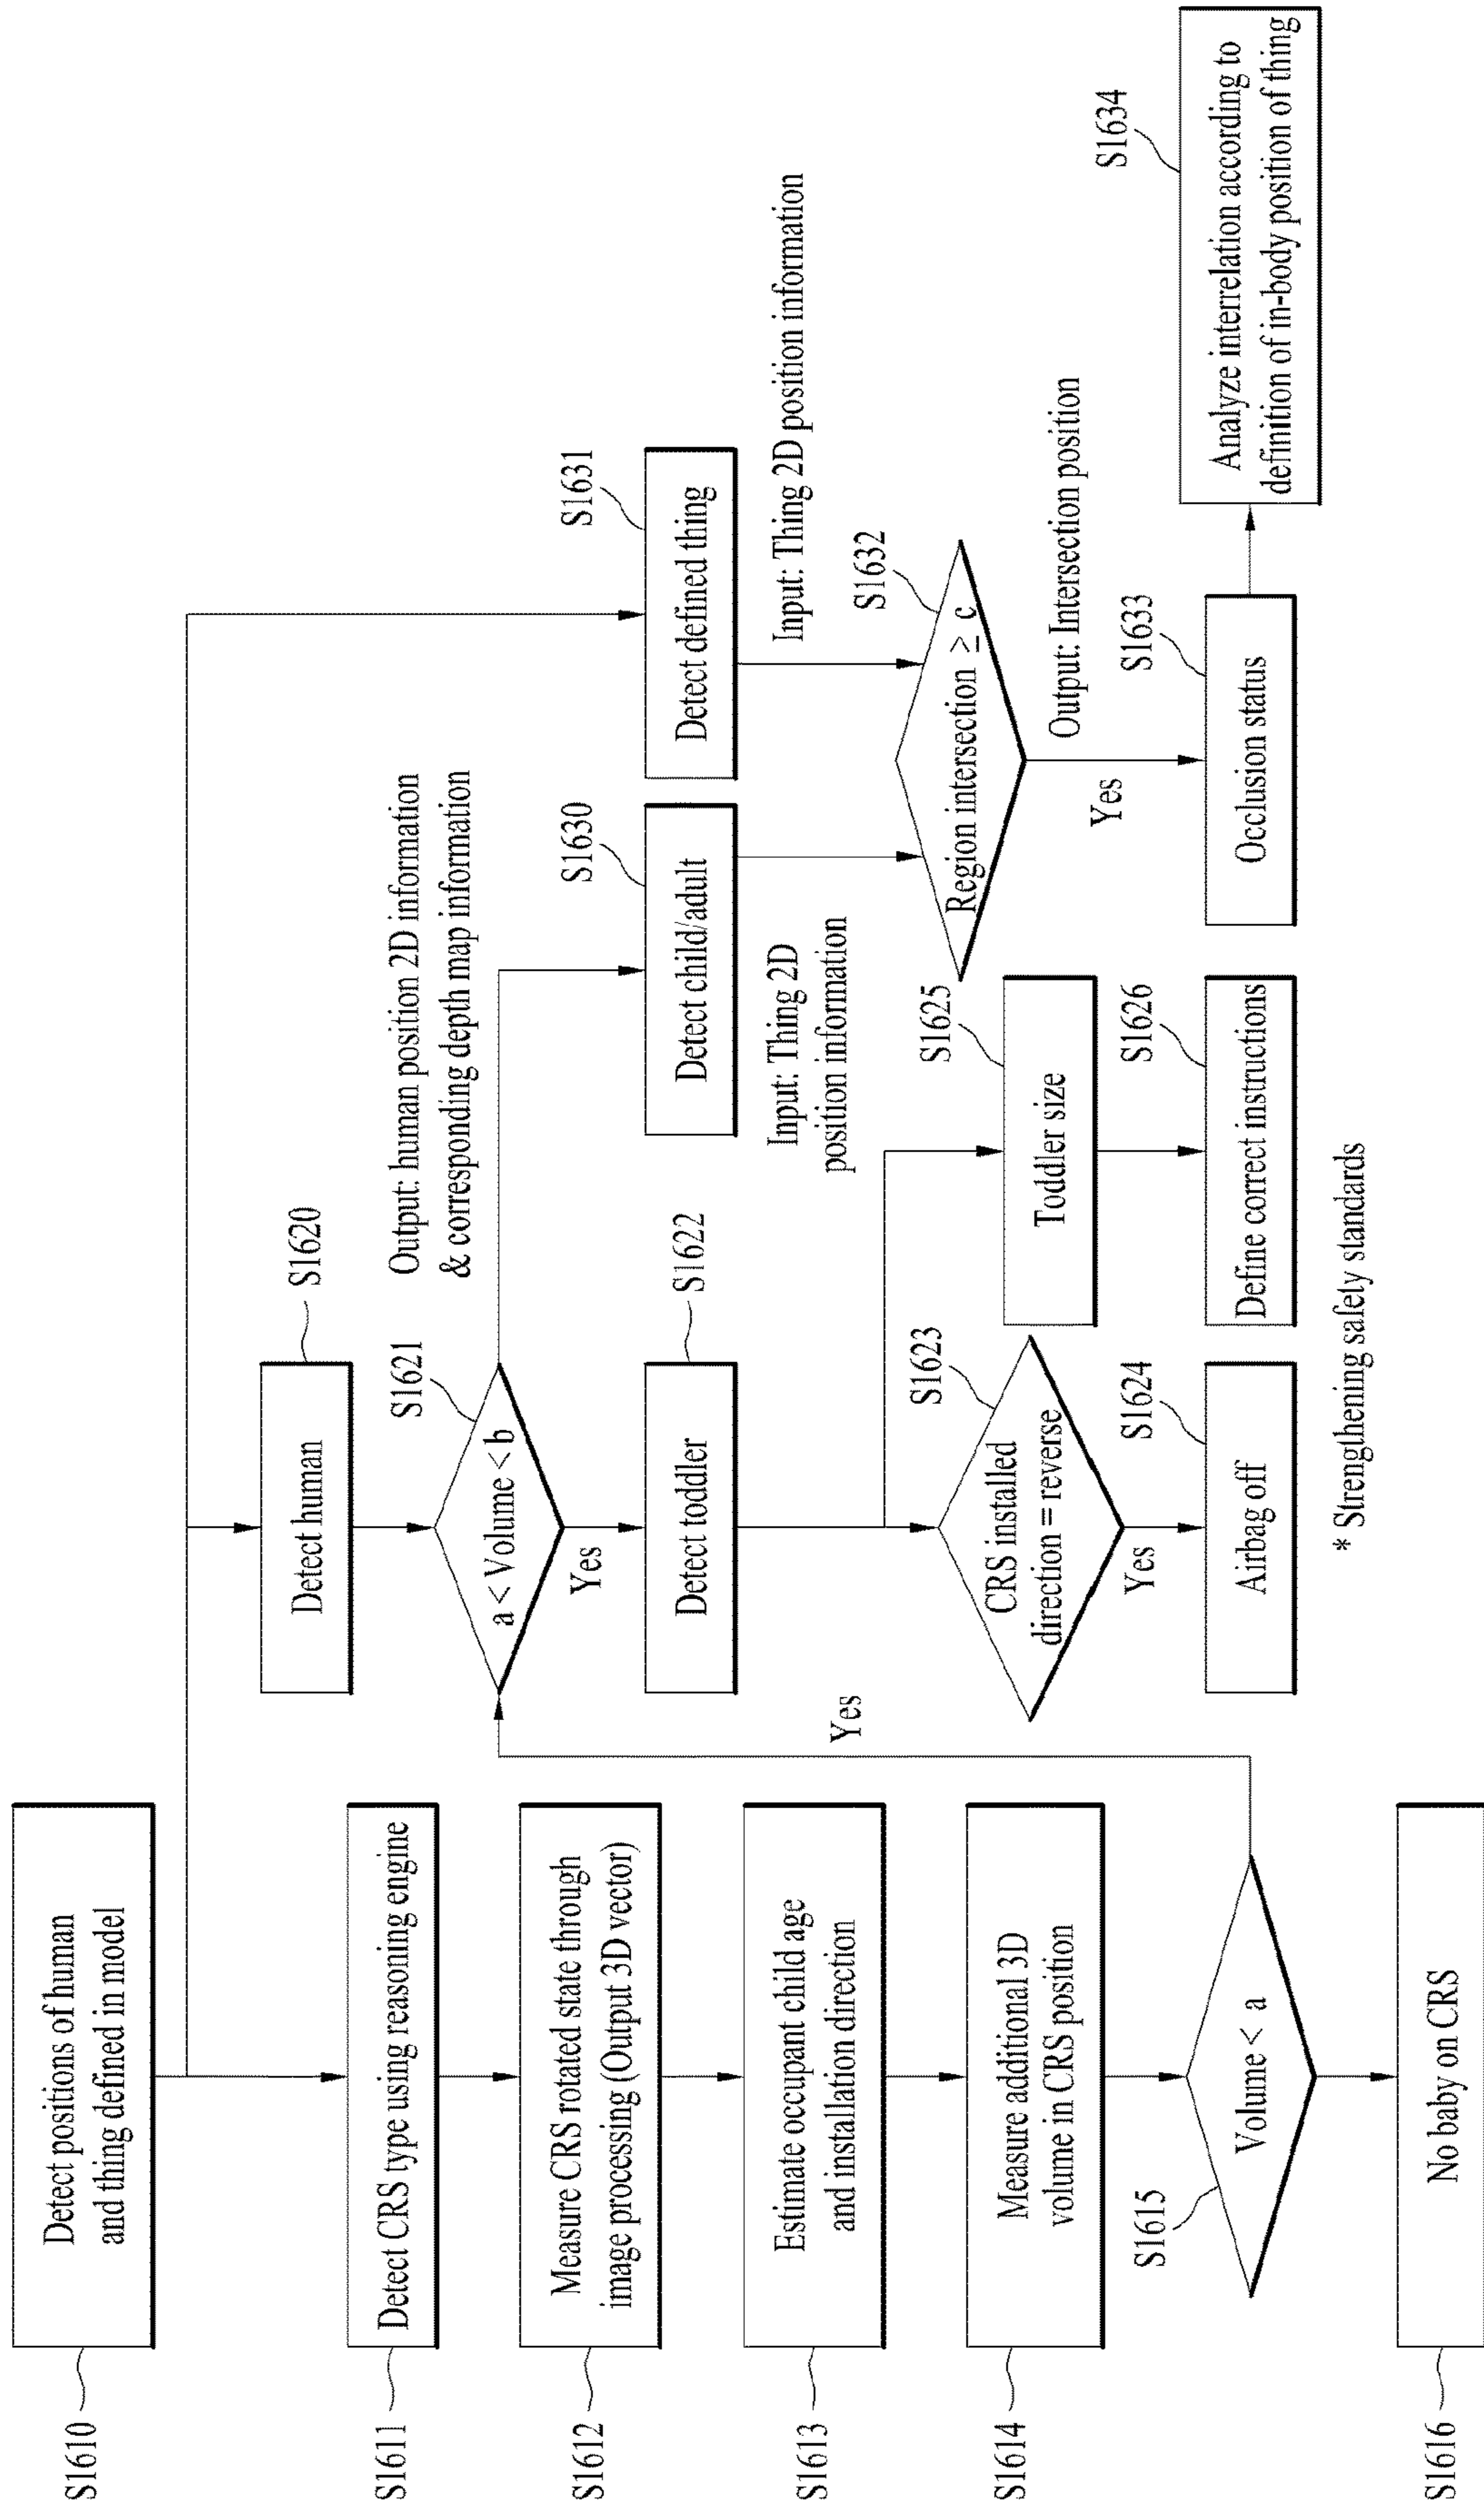 S1610
Detect positions of human
and thing defined in model
S1611
Detect CRS type using reasoning engine
S1612
Measure CRS rotated state through
image processing (Output 3D vector)
S1613
Estimate occupant child age
and installation direction
S1614
Measure additional 3D
volume in CRS position
S1615
Volume < a
Yes
S1616
No baby on CRS
Detect human
S1620
a < Volume < b
S1621
Output: human position 2D information
& corresponding depth map information
Yes
Detect toddler
S1622
CRS installed
direction = reverse
S1623
Yes
Airbag off
S1624
Toddler size
S1625
Define correct instructions
S1626
* Strengthening safety standards
Detect child/adult
S1630
Input: Thing 2D
position information
Detect defined thing
S1631
Input: Thing 2D position information
Region intersection ≥ c
S1632
Yes
Output: Intersection position
Occlusion status
S1633
Analyze interrelation according to
definition of in-body position of thing
S1634